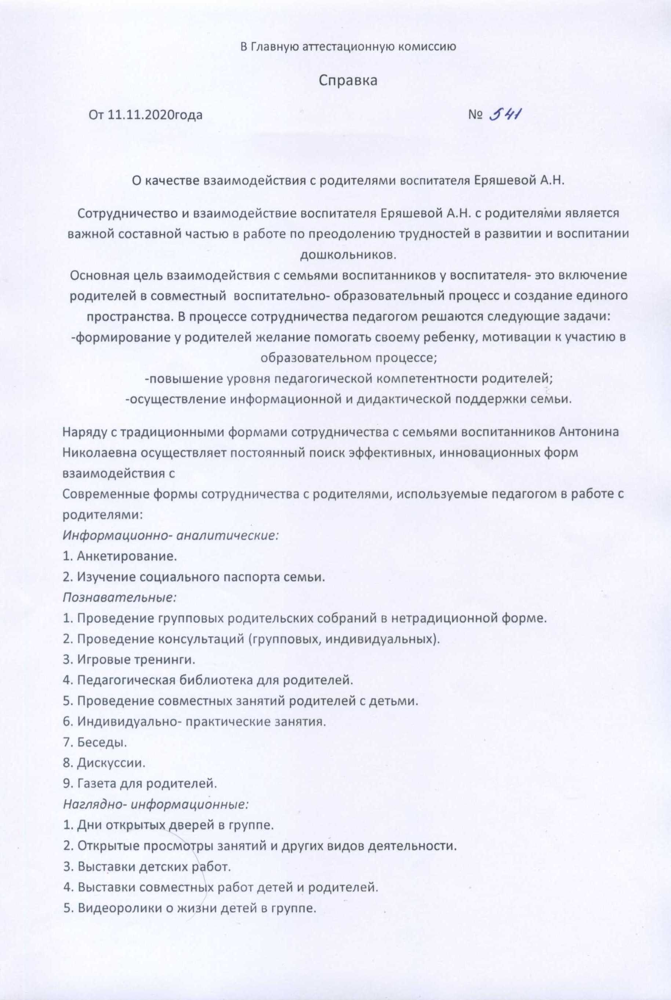 В Главную аттестационную комиссию
Справка
От 11.11.2020года № 541
О качестве взаимодействия с родителями воспитателя Еряшевой А.Н.
Сотрудничество и взаимодействие воспитателя Еряшевой А.Н. с родителями является
важной составной частью в работе по преодолению трудностей в развитии и воспитании
дошкольников.
Основная цель взаимодействия с семьями воспитанников у воспитателя- это включение
родителей в совместный  воспитательно- образовательный процесс и создание единого
пространства. В процессе сотрудничества педагогом решаются следующие задачи:
-формирование у родителей желание помогать своему ребенку, мотивации к участию в
образовательном процессе;
-повышение уровня педагогической компетентности родителей;
-осуществление информационной и дидактической поддержки семьи.
Наряду с традиционными формами сотрудничества с семьями воспитанников Антонина
Николаевна осуществляет постоянный поиск эффективных, инновационных форм
взаимодействия с
Современные формы сотрудничества с родителями, используемые педагогом в работе с
родителями:
Информационно- аналитические:
1. Анкетирование.
2. Изучение социального паспорта семьи.
Познавательные:
1. Проведение групповых родительских собраний в нетрадиционной форме.
2. Проведение консультаций (групповых, индивидуальных).
3. Игровые тренинги.
4. Педагогическая библиотека для родителей.
5. Проведение совместных занятий родителей с детьми.
6. Индивидуально- практические занятия.
7. Беседы.
8. Дискуссии.
9. Газета для родителей.
Наглядно- информационные:
1. Дни открытых дверей в группе.
2. Открытые просмотры занятий и других видов деятельности.
3. Выставки детских работ.
4. Выставки совместных работ детей и родителей.
5. Видеоролики о жизни детей в группе.